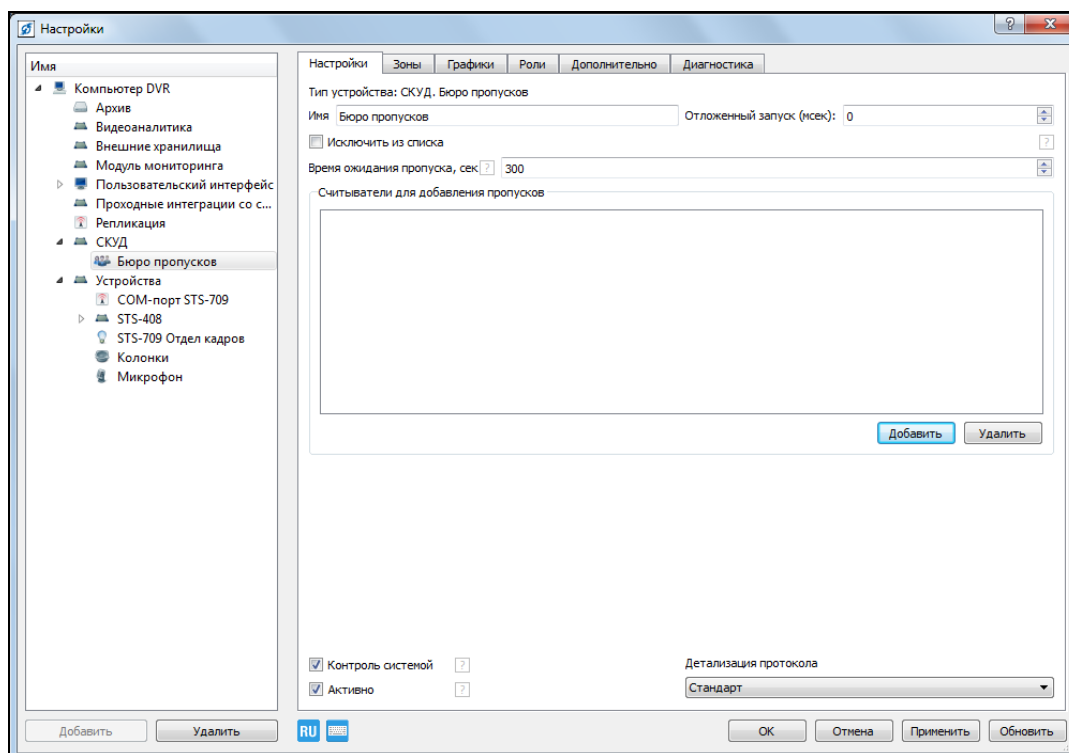 Настройки
Имя
Компьютер DVR
Архив
Видеоаналитика
Внешние хранилища
Модуль мониторинга
Пользовательский интерфейс
Проходные интеграции со с...
Репликация
СКУД
Бюро пропусков
Устройства
COM-порт STS-709
STS-408
STS-709 Отдел кадров
Колонки
Микрофон
Добавить Удалить
Настройки Зоны Графики Роли Дополнительно Диагностика
Тип устройства: СКУД. Бюро пропусков
Имя Бюро пропусков Отложенный запуск (мсек): 0
Исключить из списка ?
Время ожидания пропуска, сек ? 300
Считыватели для добавления пропусков
Добавить Удалить
Контроль системой ? Детализация протокола
Активно ? Стандарт
RU OK Отмена Применить Обновить